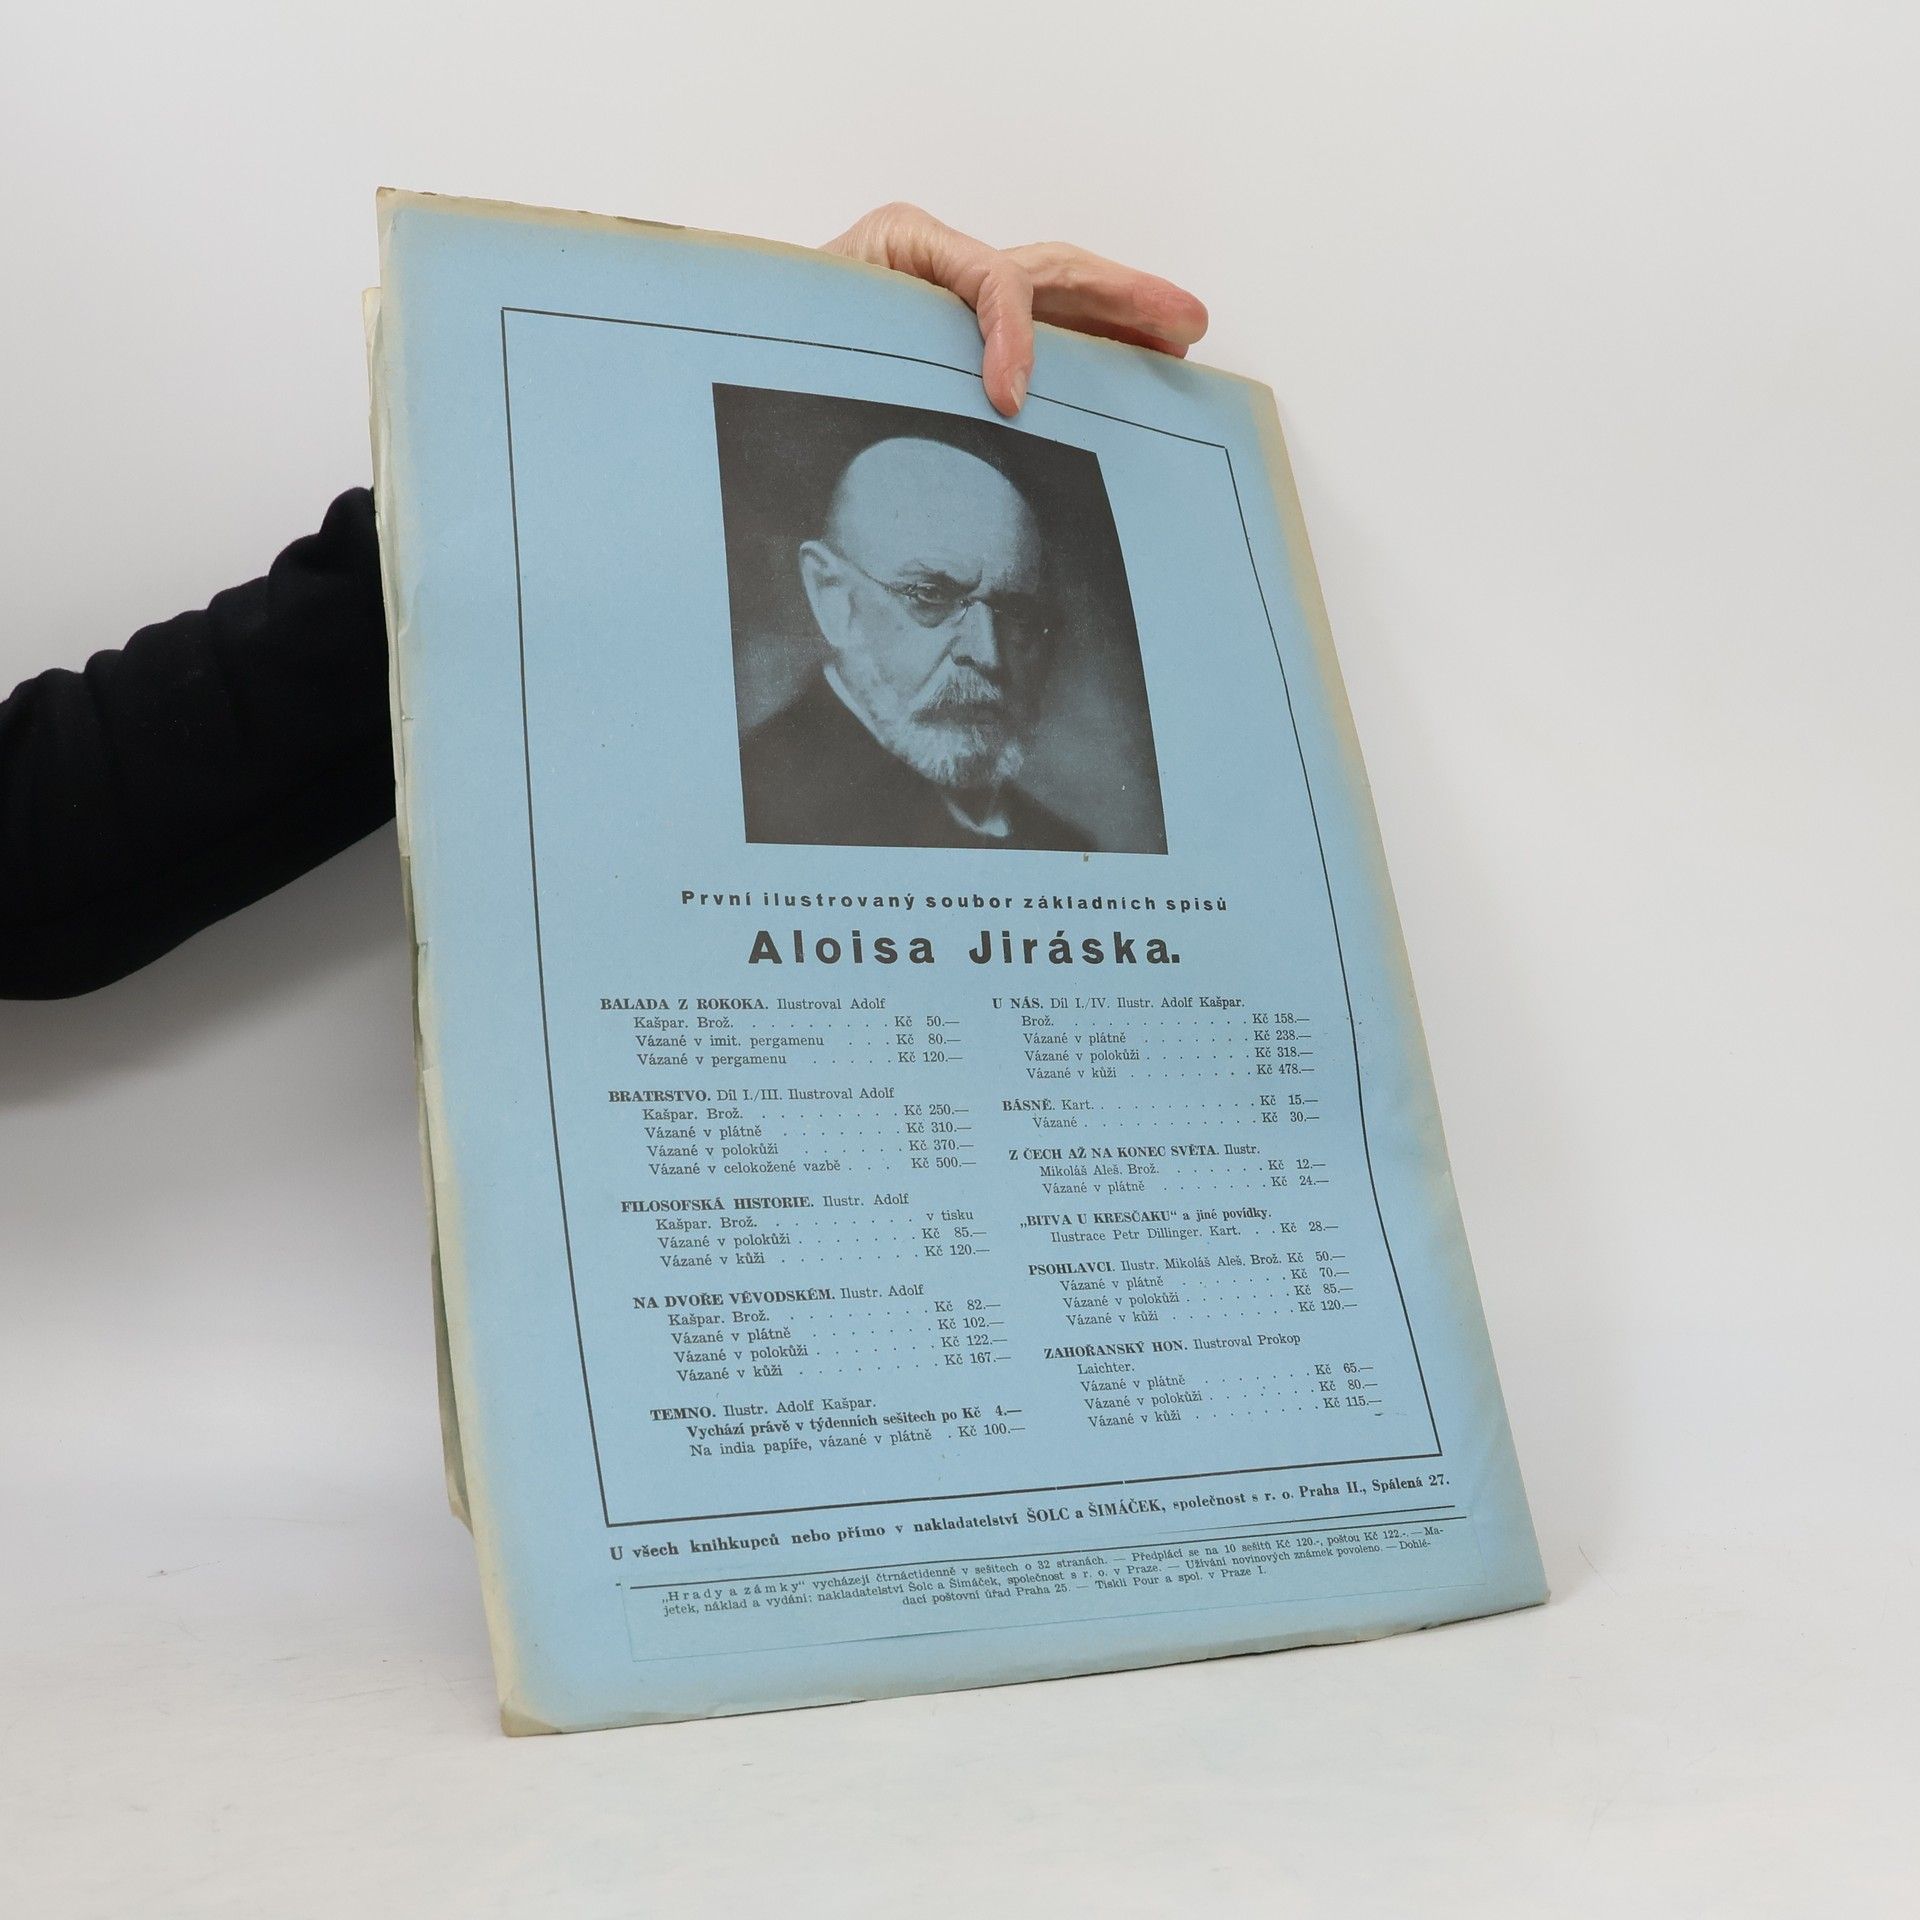 První ilustrovaný soubor základních spisů
Aloisa Jiráska.
BALADA Z ROKOKA. Ilustroval Adolf
Kašpar. Brož. . . . . . . . . Kč 50.—
Vázané v imit. pergamenu . . . Kč 80.—
Vázané v pergamenu . . . . . Kč 120.—
BRATRSTVO. Díl I./III. Ilustroval Adolf
Kašpar. Brož. . . . . . . . . Kč 250.—
Vázané v plátně . . . . . . . Kč 310.—
Vázané v polokůži . . . . . . Kč 370.—
Vázané v celokožené vazbě . . . Kč 500.—
FILOSOFSKÁ HISTORIE. Ilustr. Adolf
Kašpar. Brož. . . . . . . . . v tisku
Vázané v polokůži . . . . . . . Kč 85.—
Vázané v kůži . . . . . . . . Kč 120.—
NA DVOŘE VÉVODSKÉM. Ilustr. Adolf
Kašpar. Brož. . . . . . . . . Kč 82.—
Vázané v plátně . . . . . . . Kč 102.—
Vázané v polokůži . . . . . . . Kč 122.—
Vázané v kůži . . . . . . . . Kč 167.—
TEMNO. Ilustr. Adolf Kašpar.
Vychází právě v týdenních sešitech po Kč 4.—
Na india papíře, vázané v plátně . Kč 100.—
U NÁS. Díl I./IV. Ilustr. Adolf Kašpar.
Brož. . . . . . . . . . . Kč 158.—
Vázané v plátně . . . . . . . Kč 238.—
Vázané v polokůži . . . . . . Kč 318.—
Vázané v kůži . . . . . . . Kč 478.—
BÁSNĚ. Kart. . . . . . . . . . Kč 15.—
Vázané . . . . . . . . . . Kč 30.—
Z ČECH AŽ NA KONEC SVĚTA. Ilustr.
Mikoláš Aleš. Brož. . . . . . . Kč 12.—
Vázané v plátně . . . . . . Kč 24.—
„BITVA U KRESČAKU“ a jiné povídky.
Ilustrace Petr Dillinger. Kart. . . Kč 28.—
PSOHLAVCI. Ilustr. Mikoláš Aleš. Brož. Kč 50.—
Vázané v plátně . . . . . . Kč 70.—
Vázané v polokůži . . . . . . Kč 85.—
Vázané v kůži . . . . . . . Kč 120.—
ZAHOŘANSKÝ HON. Ilustroval Prokop
Laichter.
Vázané v plátně . . . . . . Kč 65.—
Vázané v polokůži . . . . . . Kč 80.—
Vázané v kůži . . . . . . . Kč 115.—
U všech knihkupců nebo přímo v nakladatelství ŠOLC a ŠIMÁČEK, společnost s r. o. Praha II., Spálená 27.
„Hrady a zámky“ vycházejí čtrnáctidenně v sešitech o 32 stranách. — Předplácí se na 10 sešitů Kč 120.-, poštou Kč 122.-. — Ma-
jetek, náklad a vydání: nakladatelství Šolc a Šimáček, společnost s r. o. v Praze. — Užívání novinových známek povoleno. — Dohlé-
dací poštovní úřad Praha 25. — Tiskli Pour a spol. v Praze I.